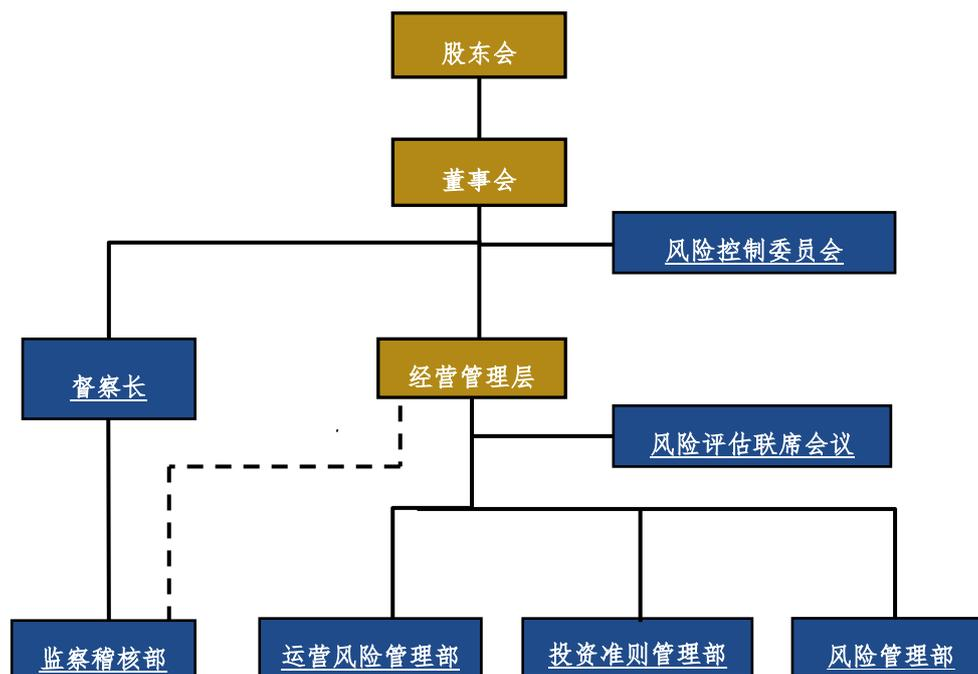 股东会
董事会
风险控制委员会
督察长
经营管理层
风险评估联席会议
监察稽核部
运营风险管理部
投资准则管理部
风险管理部